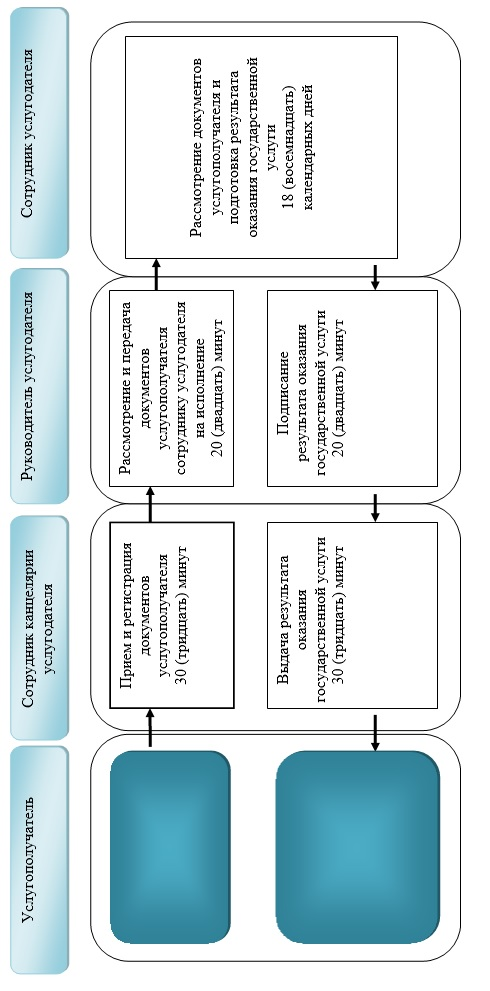 Услугополучатель
Сотрудник канцелярии
услугодателя
Руководитель услугодателя
Сотрудник услугодателя
Прием и регистрация
документов
услугополучателя
30 (тридцать) минут
Рассмотрение и передача
документов
услугополучателя
сотруднику услугодателя
на исполнение
20 (двадцать) минут
Рассмотрение документов
услугополучателя и
подготовка результата
оказания государственной
услуги
18 (восемнадцать)
календарных дней
Подписание
результата оказания
государственной услуги
20 (двадцать) минут
Выдача результата
оказания
государственной услуги
30 (тридцать) минут